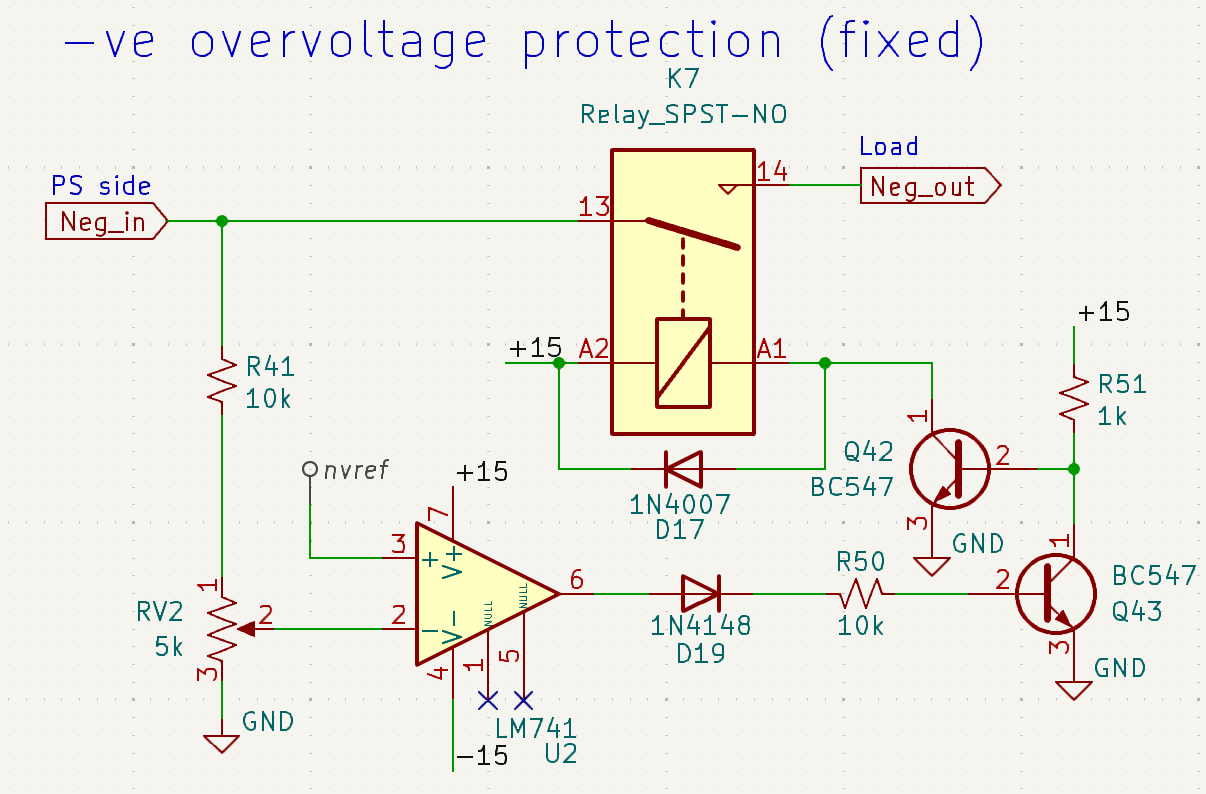 -ve overvoltage protection (fixed)
K7
Relay_SPST-NO
PS side
Neg_in
13
14
Load
Neg_out
+15
A2
A1
+15
R41
10k
R51
1k
nvref
+15
7
1N4007
D17
Q42
BC547
1
2
3
GND
3
+
V+
2
-
V-
NULL
NULL
6
4
1
5
LM741
U2
-15
1N4148
D19
R50
10k
2
1
3
BC547
Q43
GND
RV2
5k
1
2
3
GND